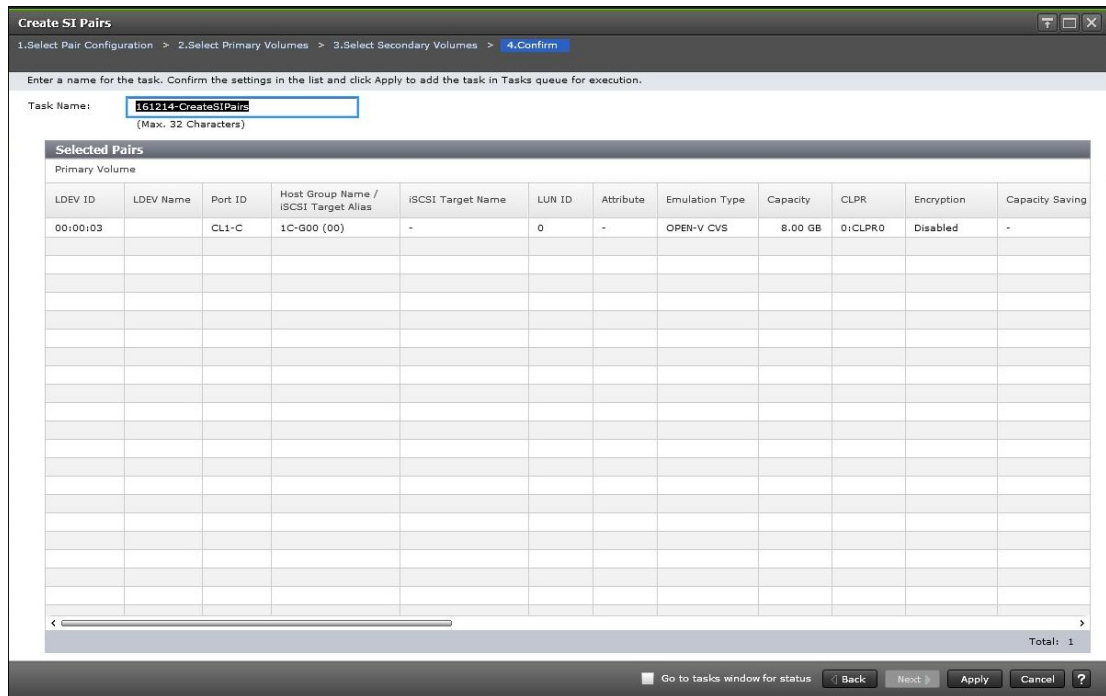 Create SI Pairs
1.Select Pair Configuration > 2.Select Primary Volumes > 3.Select Secondary Volumes > 4.Confirm
Enter a name for the task. Confirm the settings in the list and click Apply to add the task in Tasks queue for execution.
Task Name: 161214-CreateSIPairs
(Max. 32 Characters)
Selected Pairs
Primary Volume
LDEV ID LDEV Name Port ID Host Group Name / iSCSI Target Alias iSCSI Target Name LUN ID Attribute Emulation Type Capacity CLPR Encryption Capacity Saving
00:00:03 CL1-C 1C-G00 (00) - 0 - OPEN-V CVS 8.00 GB 0:CLPR0 Disabled -
Total: 1
Go to tasks window for status Back Next Apply Cancel ?